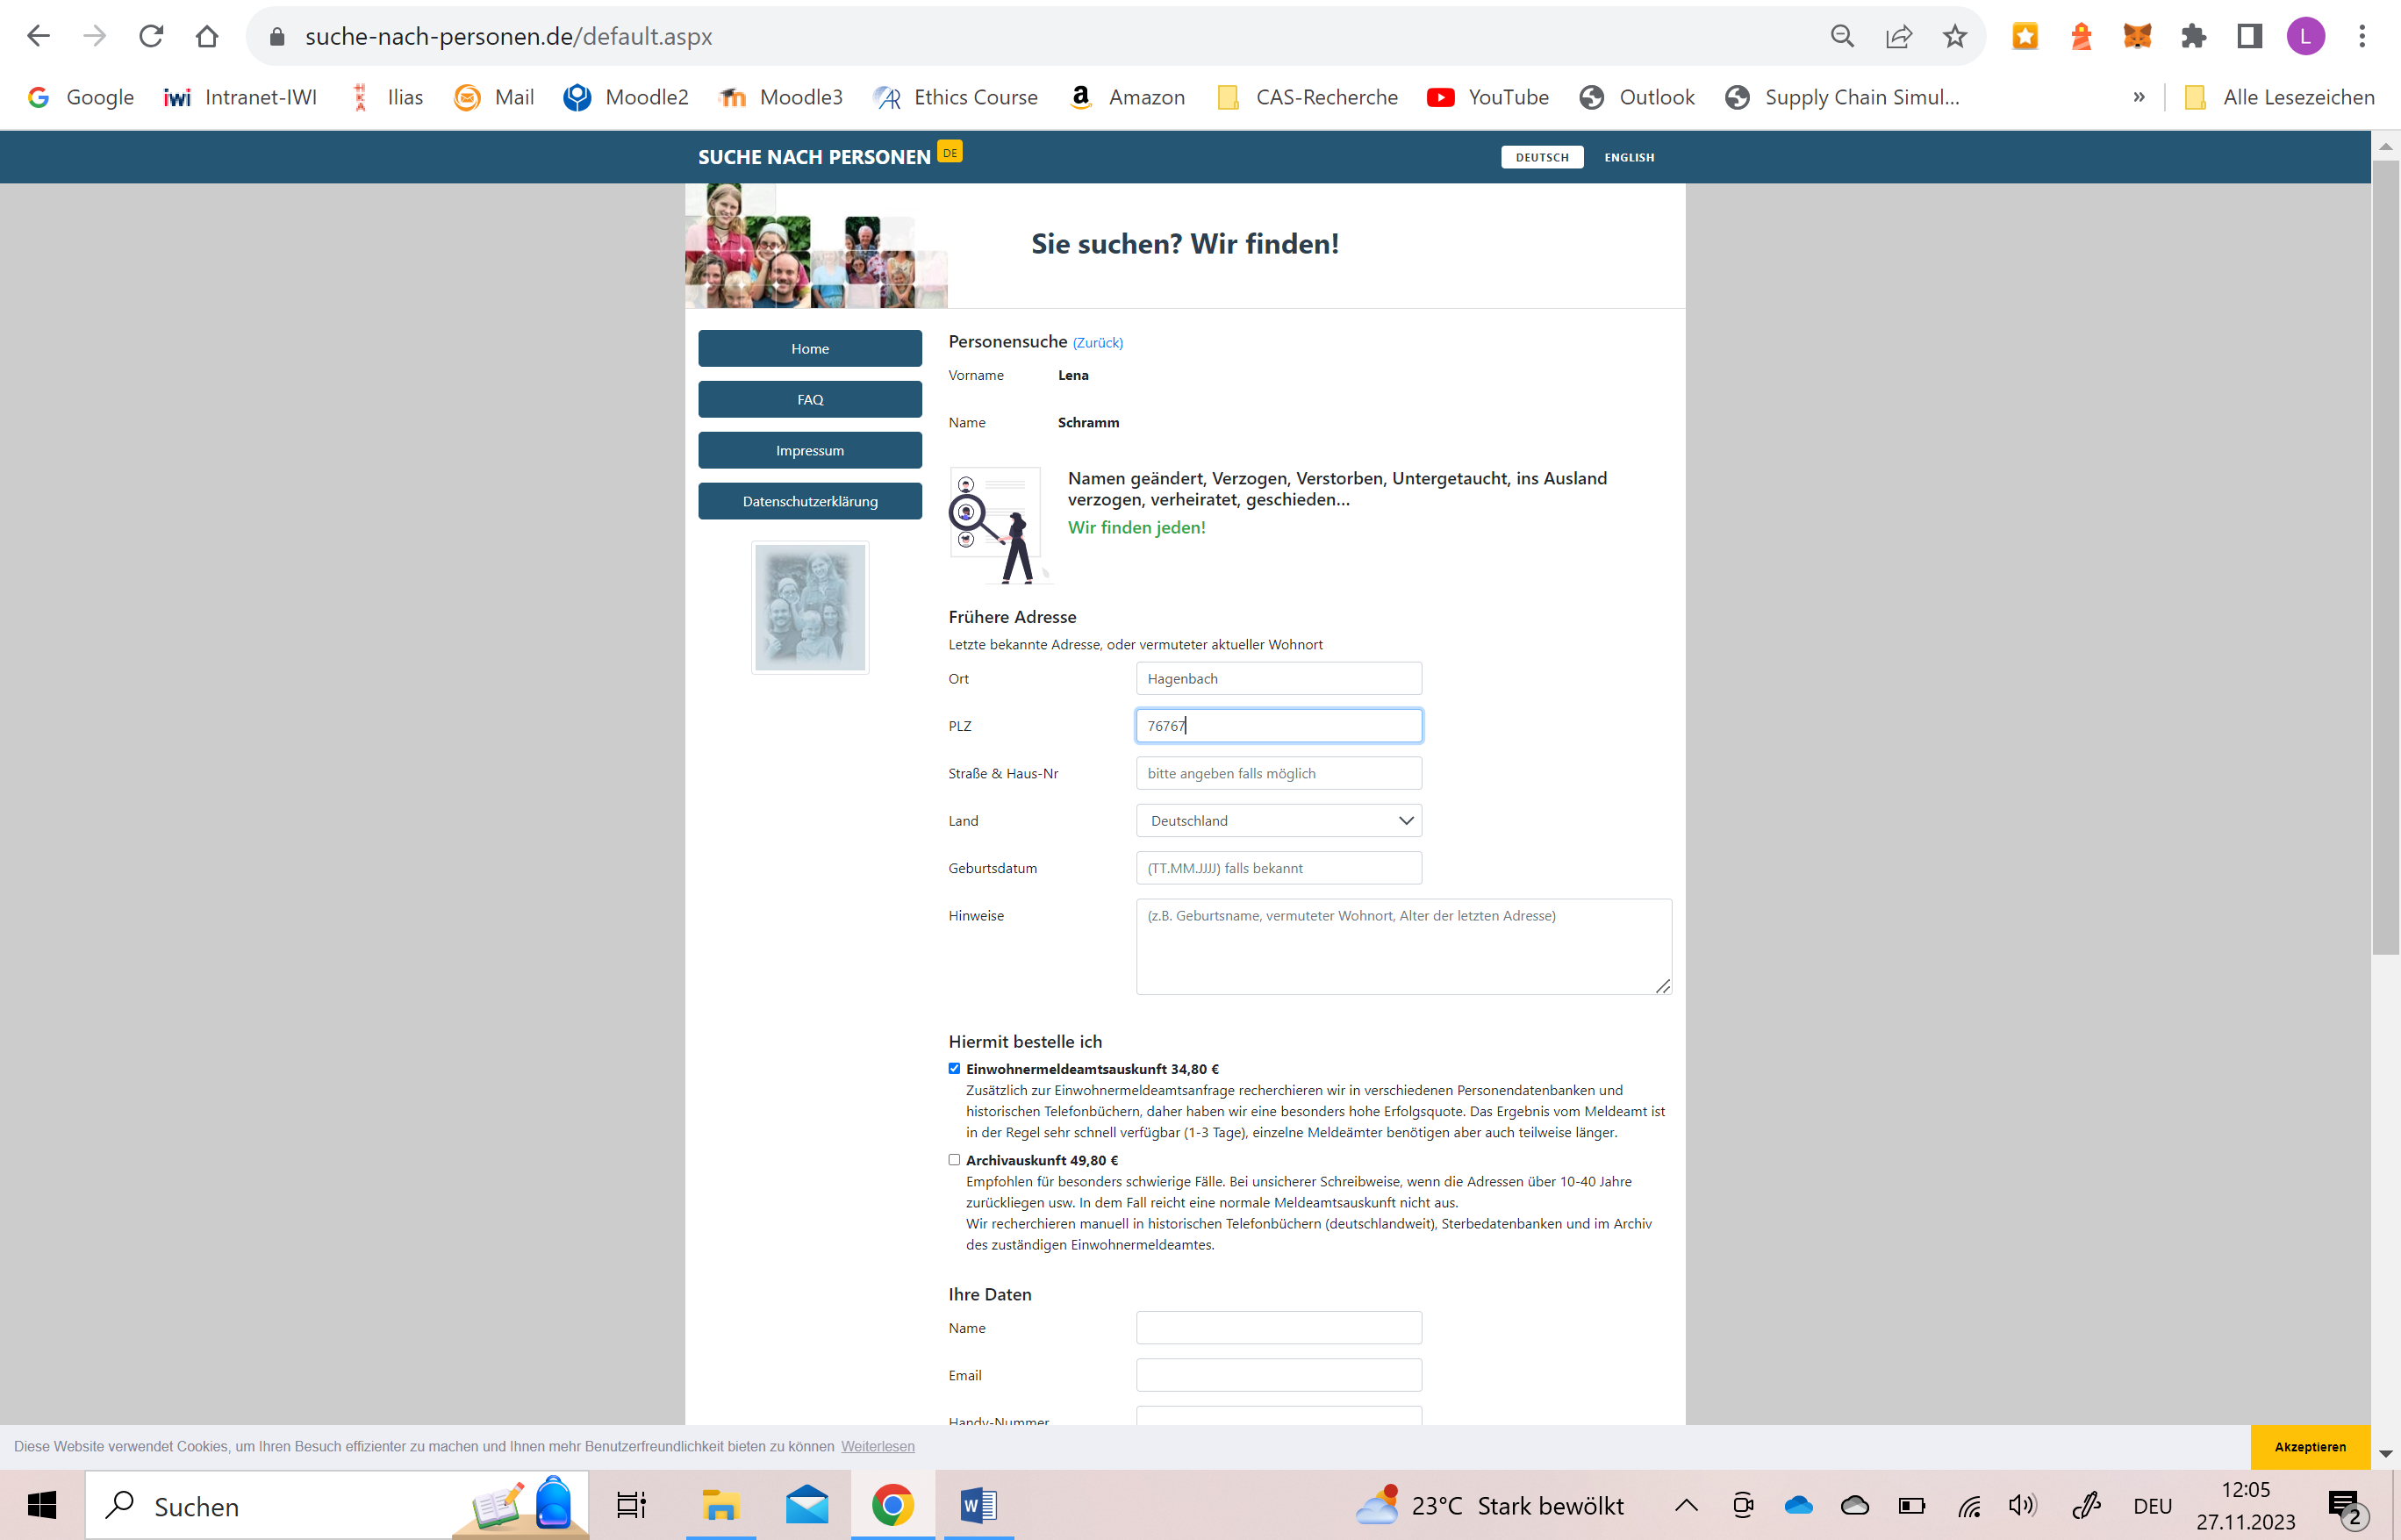 suche-nach-personen.de/default.aspx
L
Google
Intranet-IWI
Ilias
Mail
Moodle2
Moodle3
Ethics Course
Amazon
CAS-Recherche
YouTube
Outlook
Supply Chain Simul...
»
Alle Lesezeichen
SUCHE NACH PERSONEN DE
DEUTSCH
ENGLISH
Sie suchen? Wir finden!
Home
FAQ
Impressum
Datenschutzerklärung
Personensuche (Zurück)
Vorname Lena
Name Schramm
Namen geändert, Verzogen, Verstorben, Untergetaucht, ins Ausland
verzogen, verheiratet, geschieden...
Wir finden jeden!
Frühere Adresse
Letzte bekannte Adresse, oder vermuteter aktueller Wohnort
Ort Hagenbach
PLZ 76767
Straße & Haus-Nr bitte angeben falls möglich
Land Deutschland
Geburtsdatum (TT.MM.JJJJ) falls bekannt
Hinweise (z.B. Geburtsname, vermuteter Wohnort, Alter der letzten Adresse)
Hiermit bestelle ich
Einwohnermeldeamtsauskunft 34,80 €
Zusätzlich zur Einwohnermeldeamtsanfrage recherchieren wir in verschiedenen Personendatenbanken und
historischen Telefonbüchern, daher haben wir eine besonders hohe Erfolgsquote. Das Ergebnis vom Meldeamt ist
in der Regel sehr schnell verfügbar (1-3 Tage), einzelne Meldeämter benötigen aber auch teilweise länger.
Archivauskunft 49,80 €
Empfohlen für besonders schwierige Fälle. Bei unsicherer Schreibweise, wenn die Adressen über 10-40 Jahre
zurückliegen usw. In dem Fall reicht eine normale Meldeamtsauskunft nicht aus.
Wir recherchieren manuell in historischen Telefonbüchern (deutschlandweit), Sterbedatenbanken und im Archiv
des zuständigen Einwohnermeldeamtes.
Ihre Daten
Name
Email
Handy-Nummer
Diese Website verwendet Cookies, um Ihren Besuch effizienter zu machen und Ihnen mehr Benutzerfreundlichkeit bieten zu können Weiterlesen
Akzeptieren
Suchen
23°C Stark bewölkt
DEU
12:05
27.11.2023
2